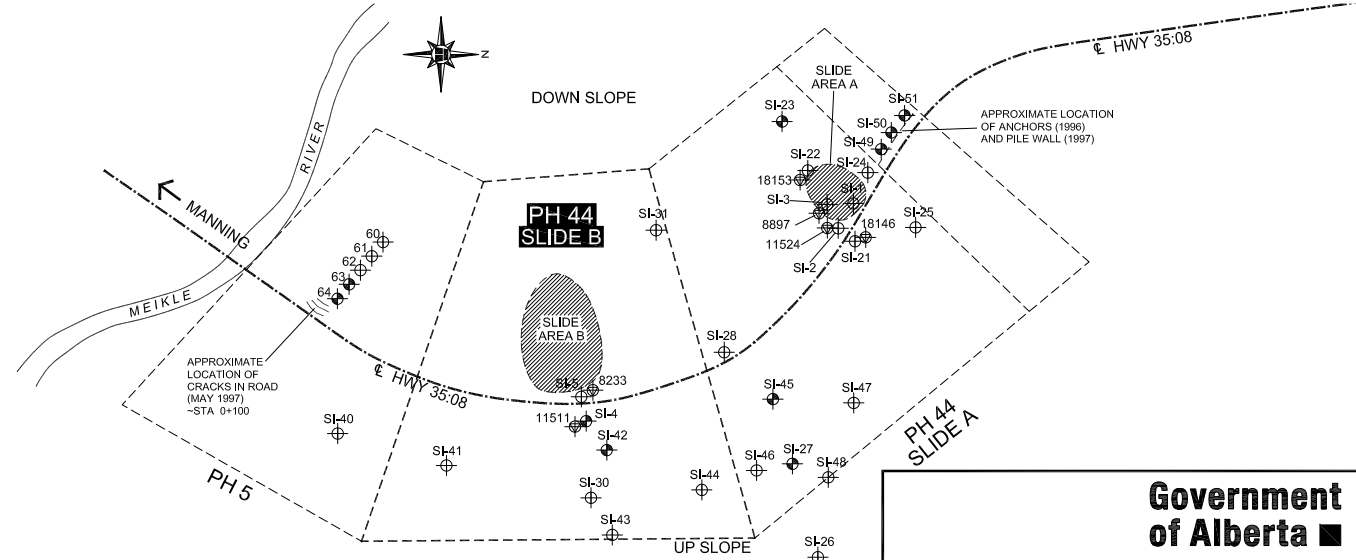 N
DOWN SLOPE
℄ HWY 35:08
SLIDE
AREA A
SI-23
SI-51
SI-50
SI-49
APPROXIMATE LOCATION
OF ANCHORS (1996)
AND PILE WALL (1997)
SI-22
SI-24
18153
SI-1
SI-3
8897
11524
18146
SI-25
SI-2
SI-21
RIVER
MEIKLE
MANNING
PH 44
SLIDE B
SI-31
60
61
62
63
64
APPROXIMATE
LOCATION OF
CRACKS IN ROAD
(MAY 1997)
~STA 0+100
℄ HWY 35:08
SLIDE
AREA B
SI-28
SI-5
8233
11511
SI-4
SI-42
SI-45
SI-47
SI-40
SI-41
PH 44
SLIDE A
SI-46
SI-27
SI-48
SI-44
SI-30
SI-43
PH 5
UP SLOPE
SI-26
Government
of Alberta